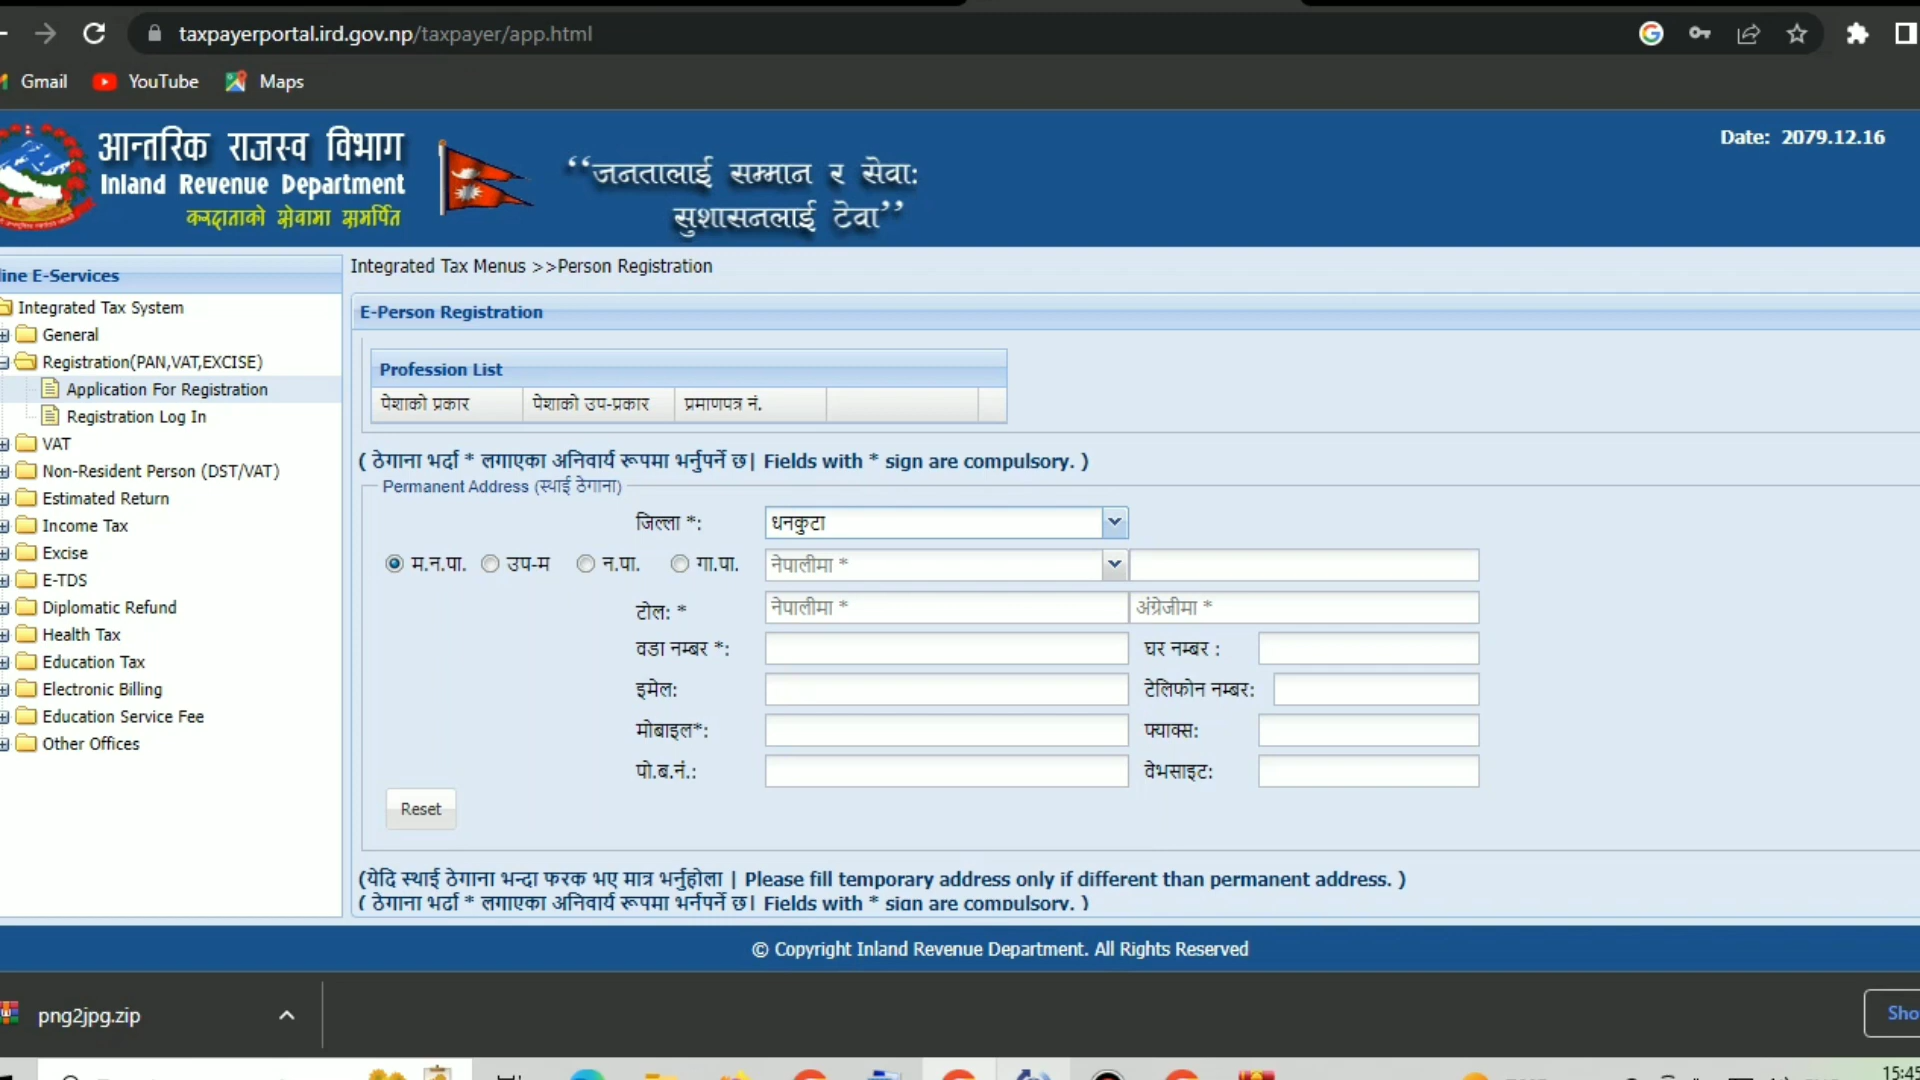 taxpayerportal.ird.gov.np/taxpayer/app.html
Gmail YouTube Maps
आन्तरिक राजस्व विभाग
Inland Revenue Department
करदाताको सेवामा समर्पित
“जनतालाई सम्मान र सेवा:
सुशासनलाई टेवा”
Date: 2079.12.16
ine E-Services
Integrated Tax System
General
Registration(PAN,VAT,EXCISE)
Application For Registration
Registration Log In
VAT
Non-Resident Person (DST/VAT)
Estimated Return
Income Tax
Excise
E-TDS
Diplomatic Refund
Health Tax
Education Tax
Electronic Billing
Education Service Fee
Other Offices
Integrated Tax Menus >>Person Registration
E-Person Registration
Profession List
पेशाको प्रकार पेशाको उप-प्रकार प्रमाणपत्र नं.
( ठेगाना भर्दा * लगाएका अनिवार्य रूपमा भर्नुपर्ने छ| Fields with * sign are compulsory. )
Permanent Address (स्थाई ठेगाना)
जिल्ला *: धनकुटा
म.न.पा. उप-म न.पा. गा.पा. नेपालीमा *
टोल: * नेपालीमा * अंग्रेजीमा *
वडा नम्बर *: घर नम्बर :
इमेल: टेलिफोन नम्बर:
मोबाइल*: फ्याक्स:
पो.ब.नं.: वेभसाइट:
Reset
(येदि स्थाई ठेगाना भन्दा फरक भए मात्र भर्नुहोला | Please fill temporary address only if different than permanent address. )
( ठेगाना भर्दा * लगाएका अनिवार्य रूपमा भर्नुपर्ने छ| Fields with * sign are compulsory. )
© Copyright Inland Revenue Department. All Rights Reserved
png2jpg.zip
Sho
15:45